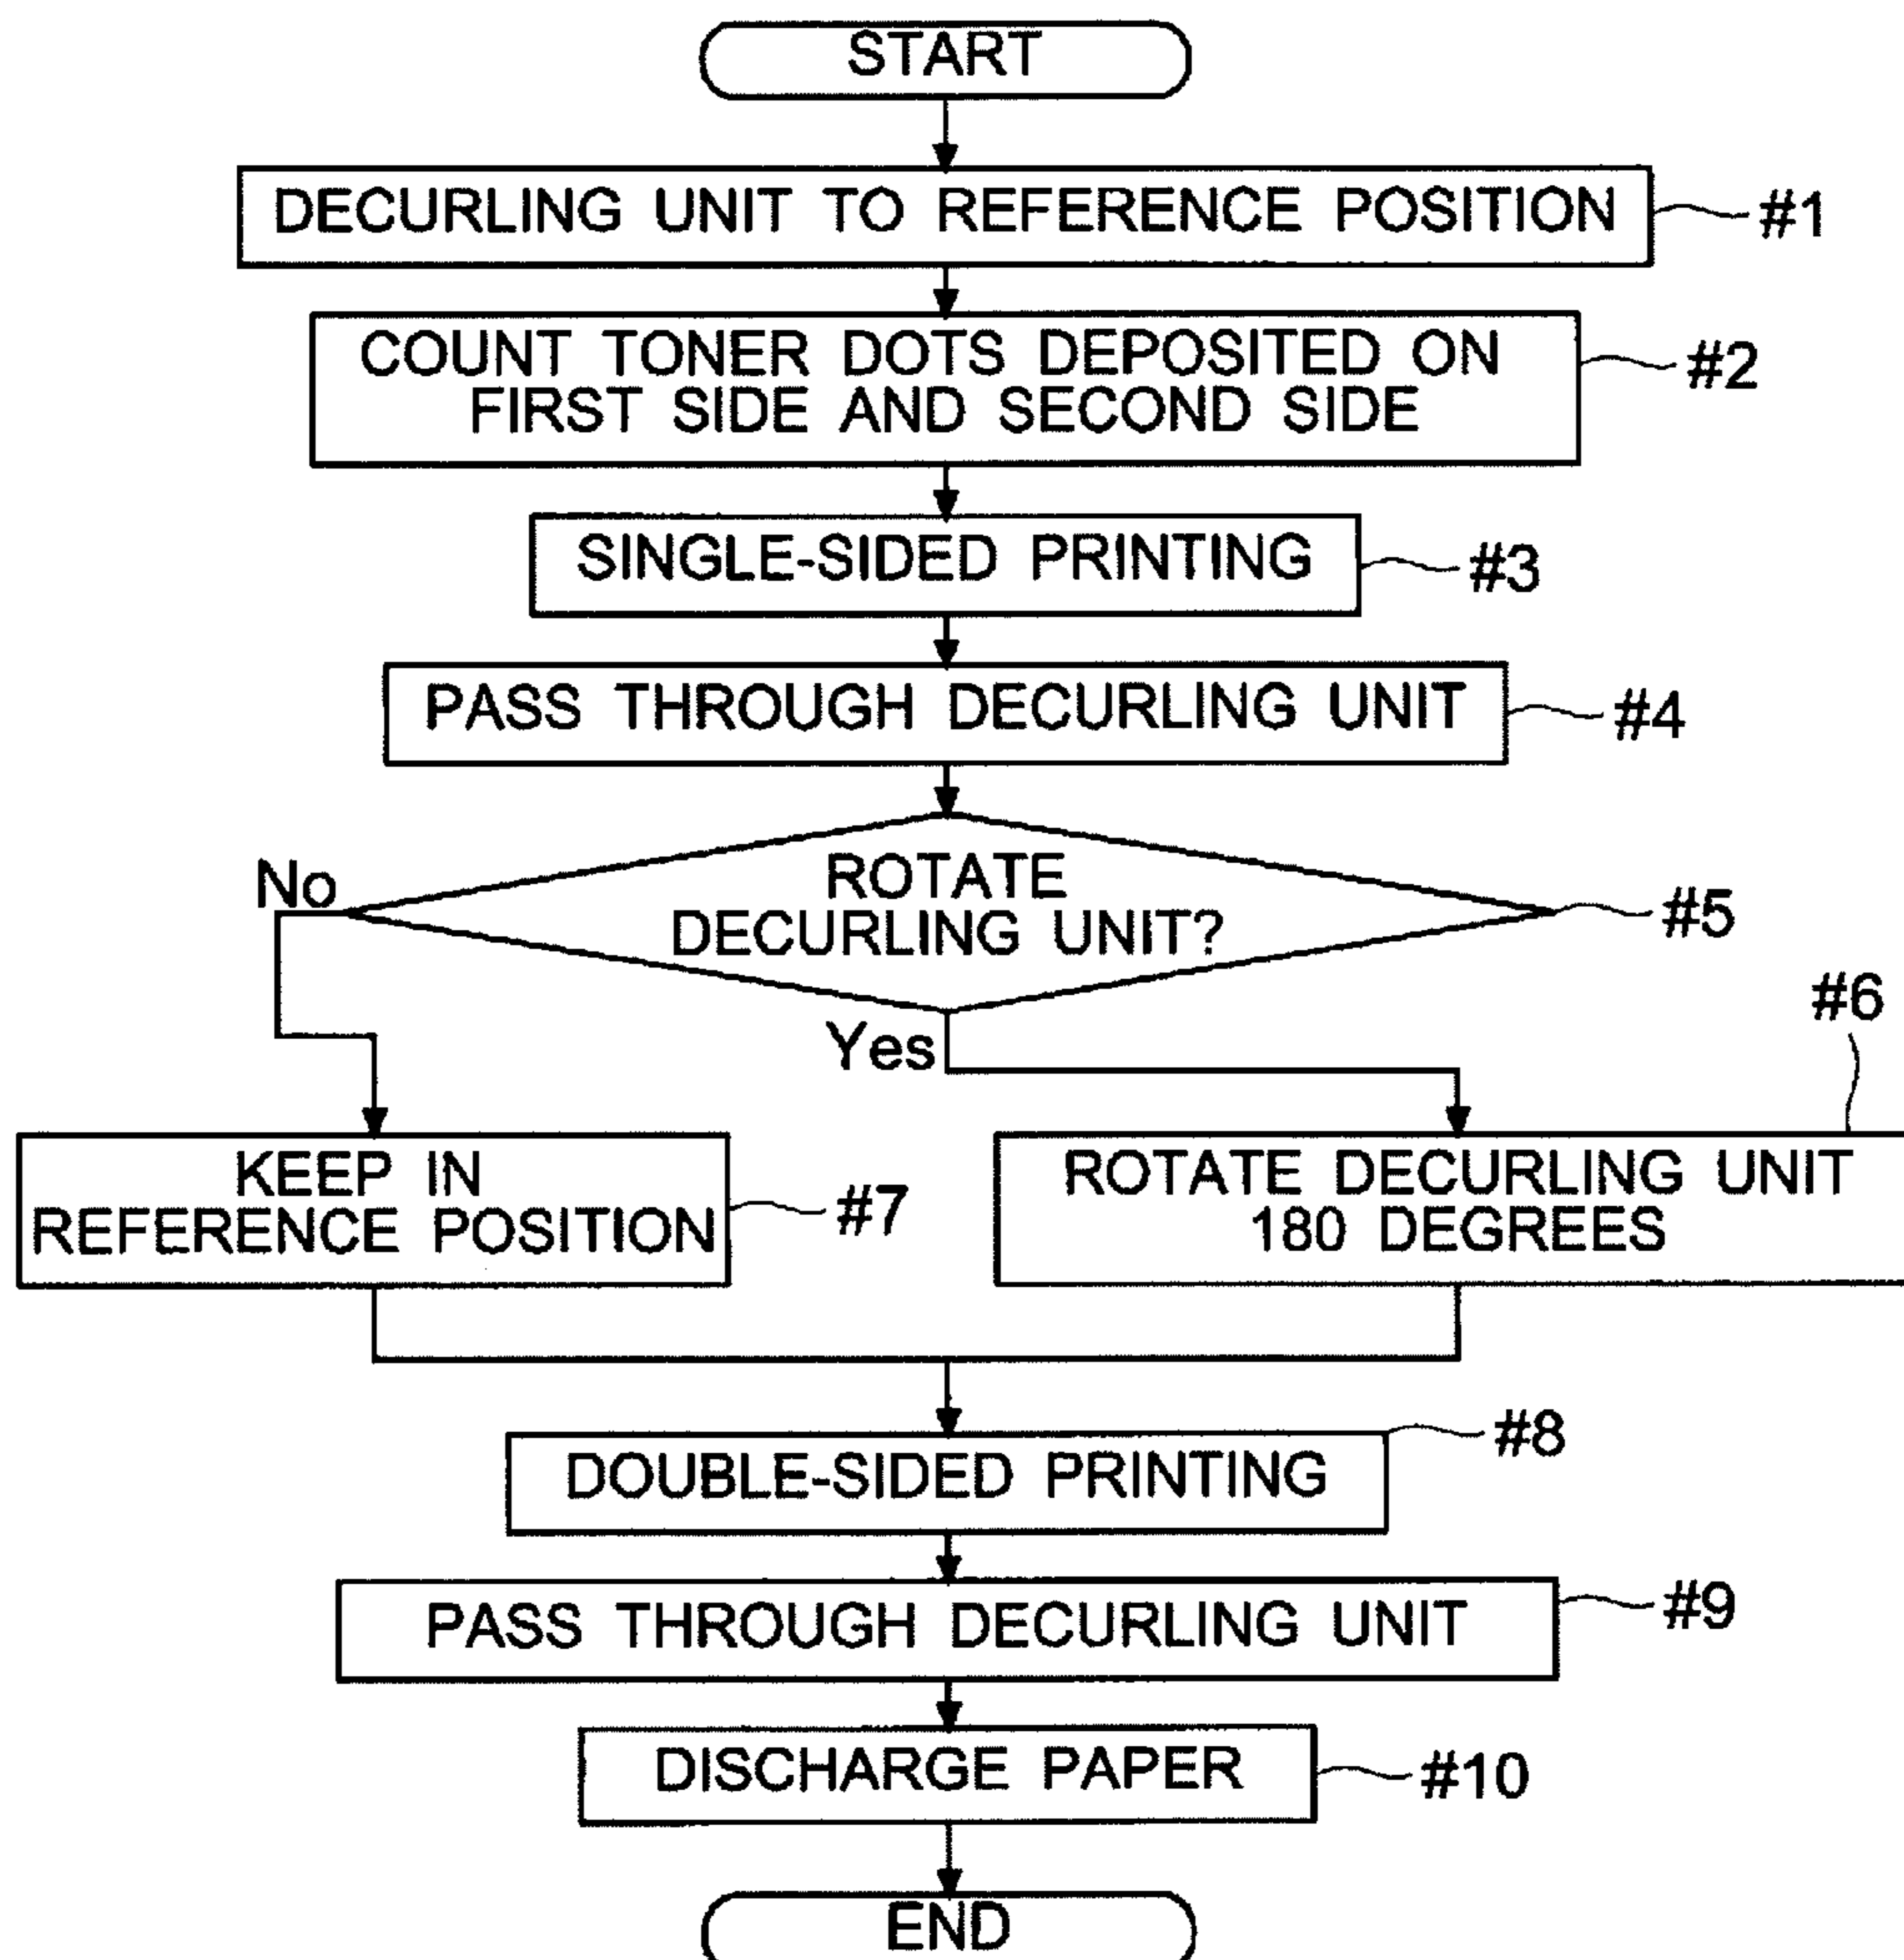 START
DECURLING UNIT TO REFERENCE POSITION
#1
COUNT TONER DOTS DEPOSITED ON
FIRST SIDE AND SECOND SIDE
#2
SINGLE-SIDED PRINTING
#3
PASS THROUGH DECURLING UNIT
#4
ROTATE
DECURLING UNIT?
#5
No
Yes
#6
KEEP IN
REFERENCE POSITION
#7
ROTATE DECURLING UNIT
180 DEGREES
DOUBLE-SIDED PRINTING
#8
PASS THROUGH DECURLING UNIT
#9
DISCHARGE PAPER
#10
END